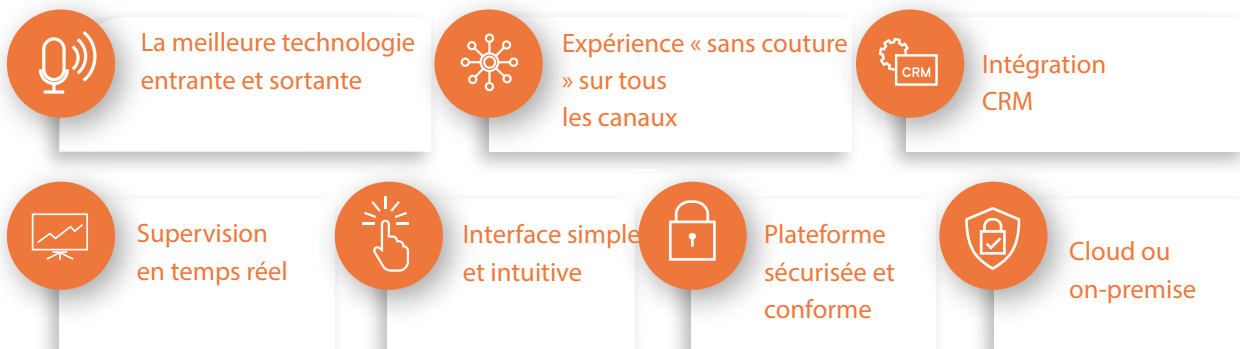 La meilleure technologie
entrante et sortante
Expérience « sans couture
» sur tous
les canaux
CRM
Intégration
CRM
Supervision
en temps réel
Interface simple
et intuitive
Plateforme
sécurisée et
conforme
Cloud ou
on-premise